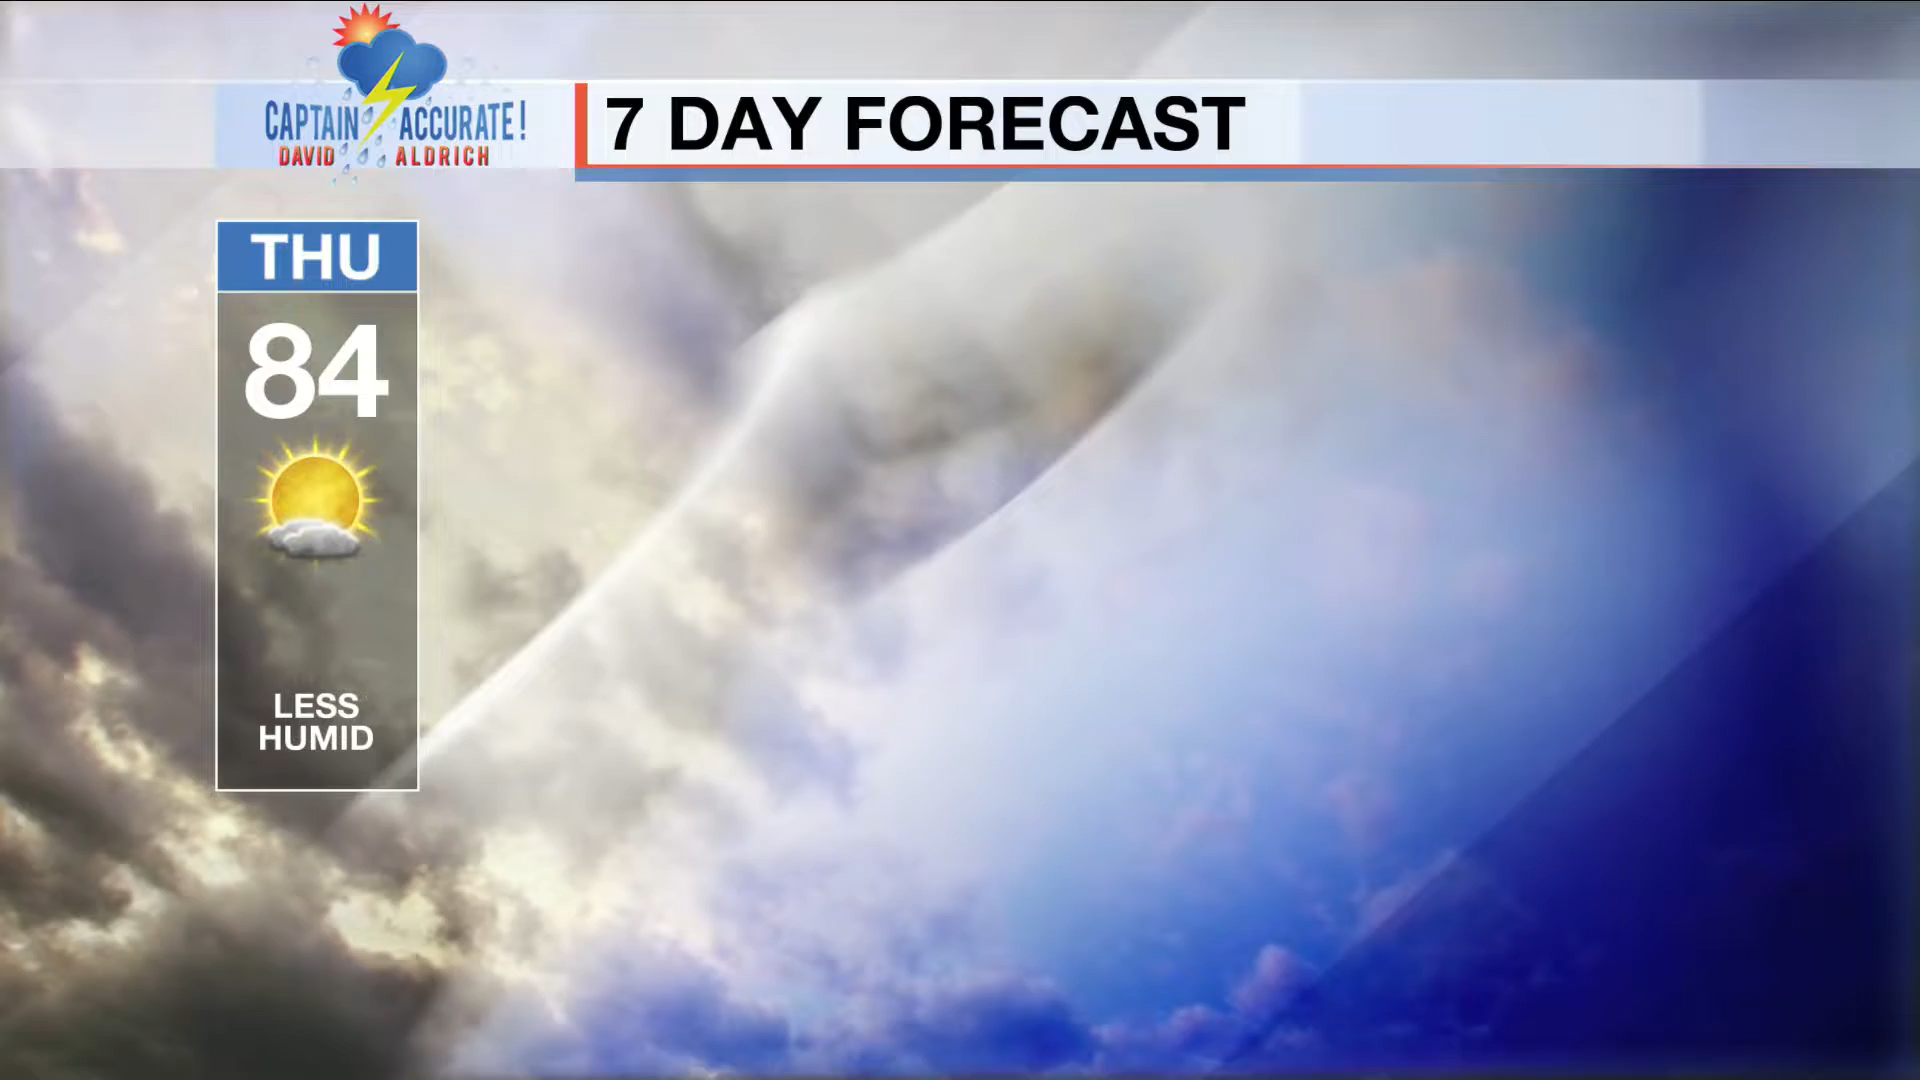 CAPTAIN ACCURATE!
DAVID ALDRICH
7 DAY FORECAST
THU
84
LESS
HUMID